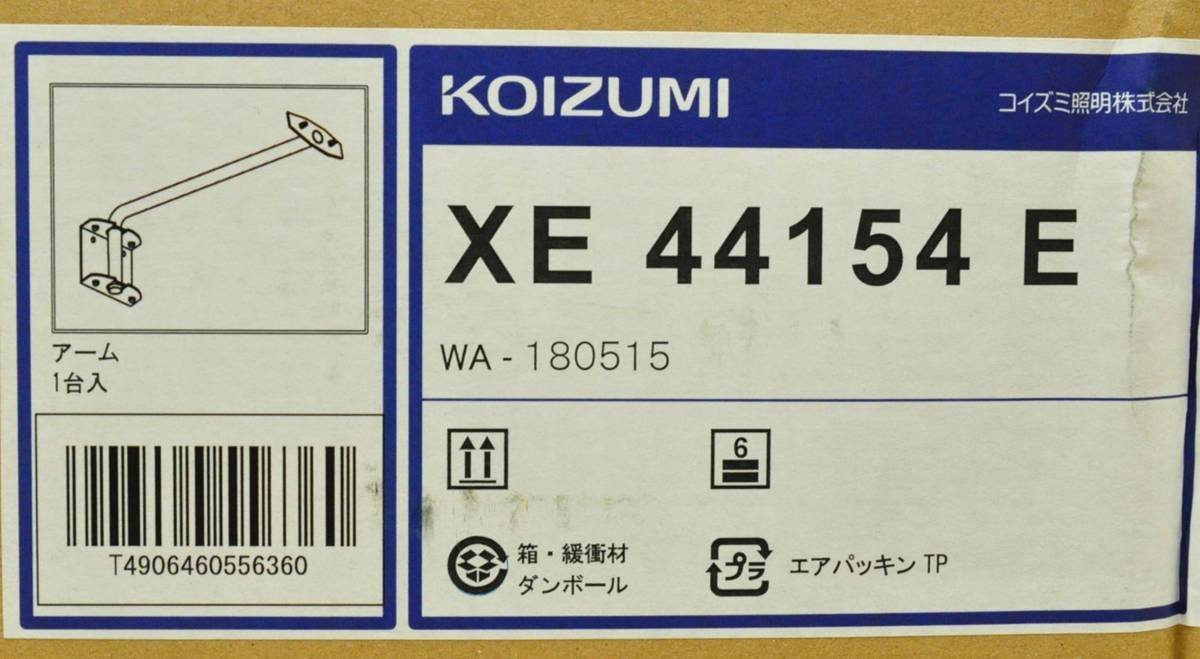 アーム
1台入
T4906460556360
KOIZUMI
コイズミ照明株式会社
XE 44154 E
WA - 180515
6
箱・緩衝材
ダンボール
プラ
エアパッキン TP